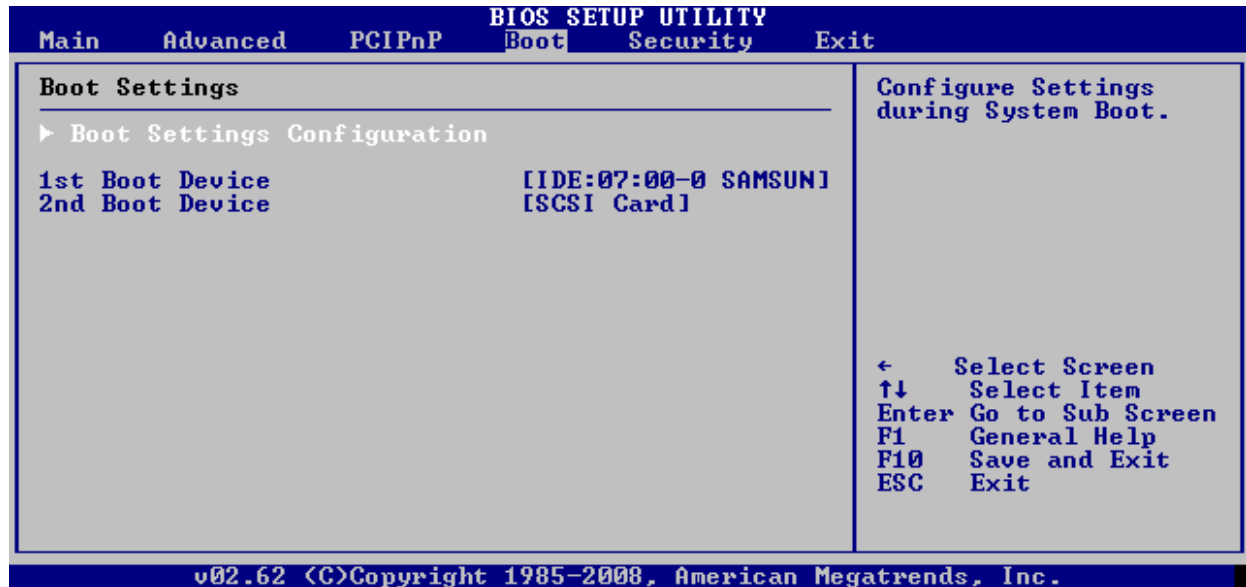 BIOS SETUP UTILITY
Main Advanced PCIPnP Boot Security Exit
Boot Settings
► Boot Settings Configuration
1st Boot Device [IDE:07:00-0 SAMSUN]
2nd Boot Device [SCSI Card]
Configure Settings
during System Boot.
← Select Screen
↑↓ Select Item
Enter Go to Sub Screen
F1 General Help
F10 Save and Exit
ESC Exit
v02.62 (C)Copyright 1985-2008, American Megatrends, Inc.